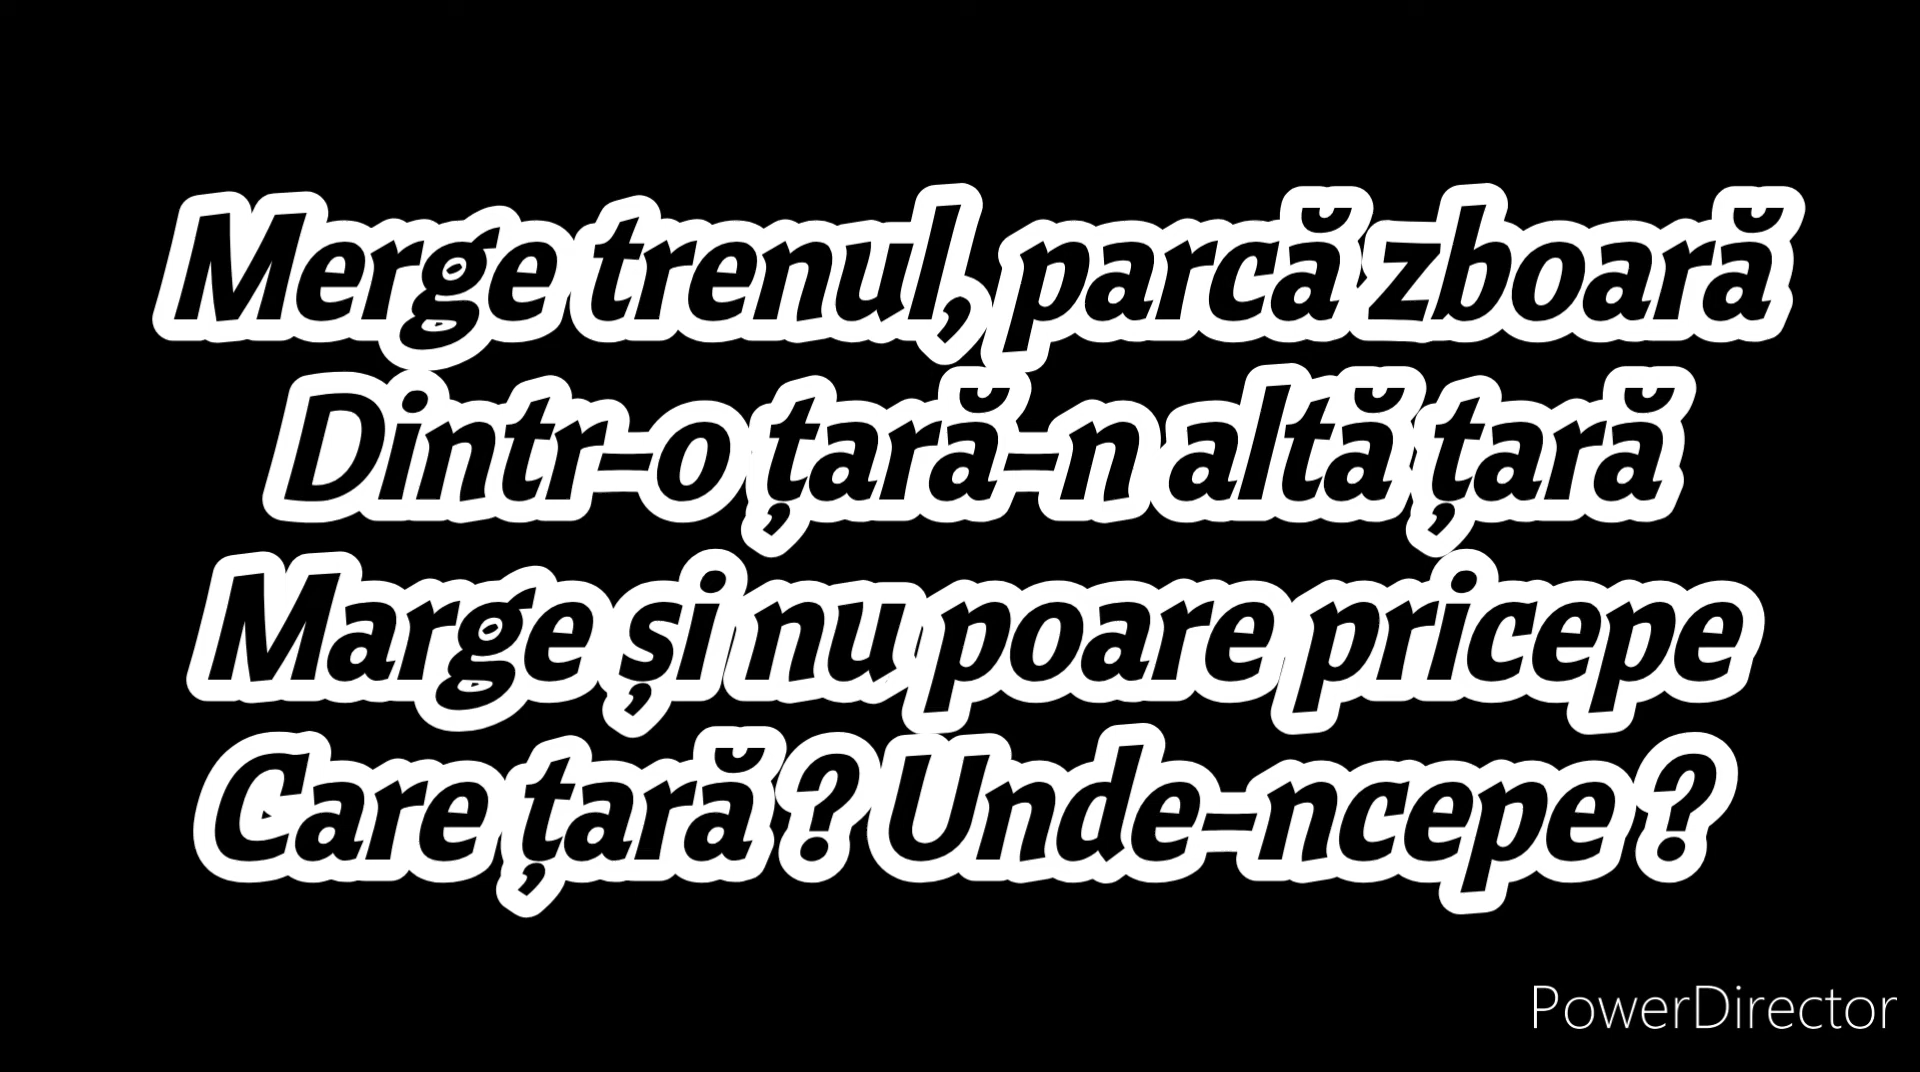 Merge trenul, parcă zboară
Dintr-o țară-n altă țară
Marge și nu poare pricepe
Care țară ? Unde-ncepe ?
PowerDirector